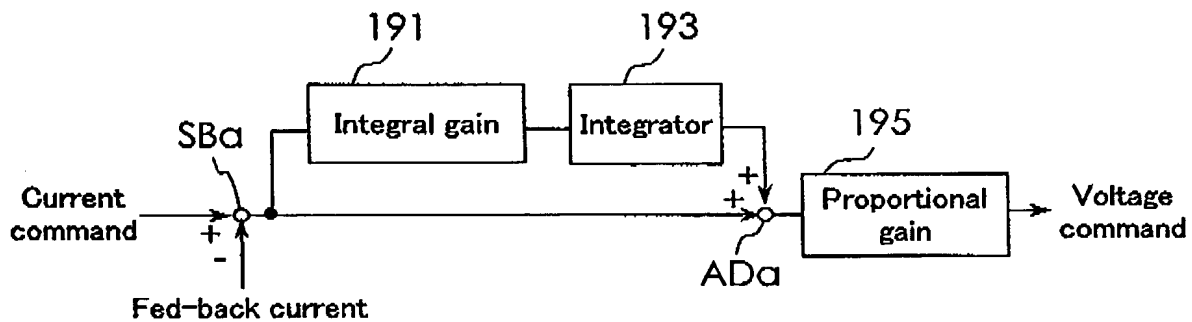 191
193
Integral gain
Integrator
SBa
195
Current
command
+
-
+
+
Proportional
gain
Voltage
command
ADa
Fed-back current